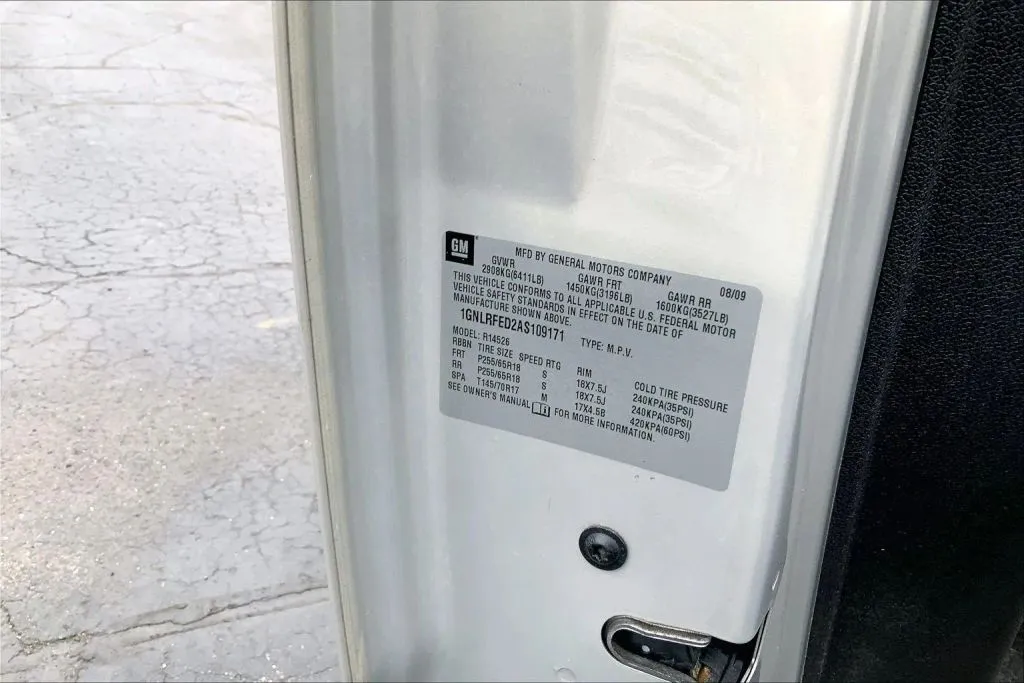 GM
MFD BY GENERAL MOTORS COMPANY 08/09
GVWR GAWR FRT GAWR RR
2908KG(6411LB) 1450KG(3196LB) 1600KG(3527LB)
THIS VEHICLE CONFORMS TO ALL APPLICABLE U.S. FEDERAL MOTOR
VEHICLE SAFETY STANDARDS IN EFFECT ON THE DATE OF
MANUFACTURE SHOWN ABOVE.
1GNLRFED2AS109171 TYPE: M.P.V.
MODEL: R14526
RBBN TIRE SIZE SPEED RTG RIM COLD TIRE PRESSURE
FRT P255/65R18 S 18X7.5J 240KPA(35PSI)
RR P255/65R18 S 18X7.5J 240KPA(35PSI)
SPA T145/70R17 M 17X4.5B 420KPA(60PSI)
SEE OWNER'S MANUAL i FOR MORE INFORMATION.